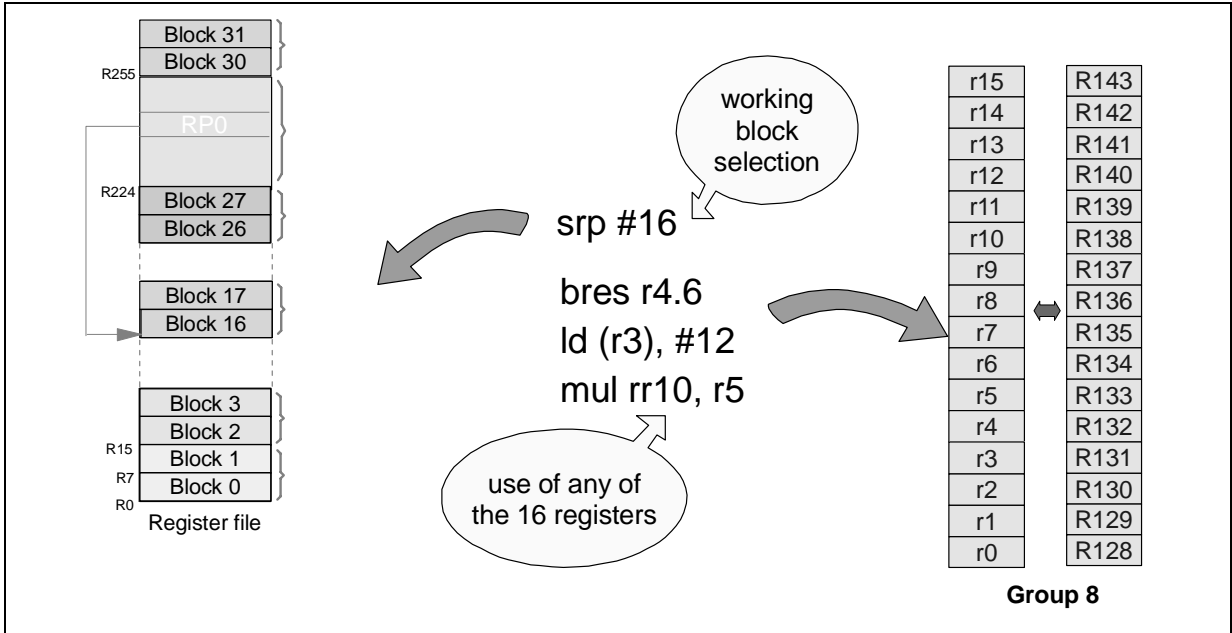 Block 31
Block 30
R255
RP0
R224
Block 27
Block 26
Block 17
Block 16
Block 3
Block 2
R15
Block 1
R7
Block 0
R0
Register file
working
block
selection
srp #16
bres r4.6
ld (r3), #12
mul rr10, r5
use of any of
the 16 registers
r15 R143
r14 R142
r13 R141
r12 R140
r11 R139
r10 R138
r9 R137
r8 R136
r7 R135
r6 R134
r5 R133
r4 R132
r3 R131
r2 R130
r1 R129
r0 R128
Group 8